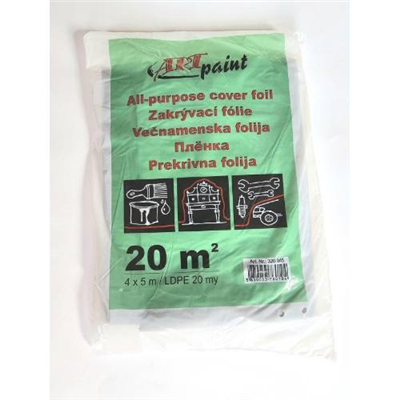 ART
paint
All-purpose cover foil
Zakrývací fólie
Večnamenska folija
Плёнка
Prekrivna folija
20 m²
4 x 5 m / LDPE 20 my